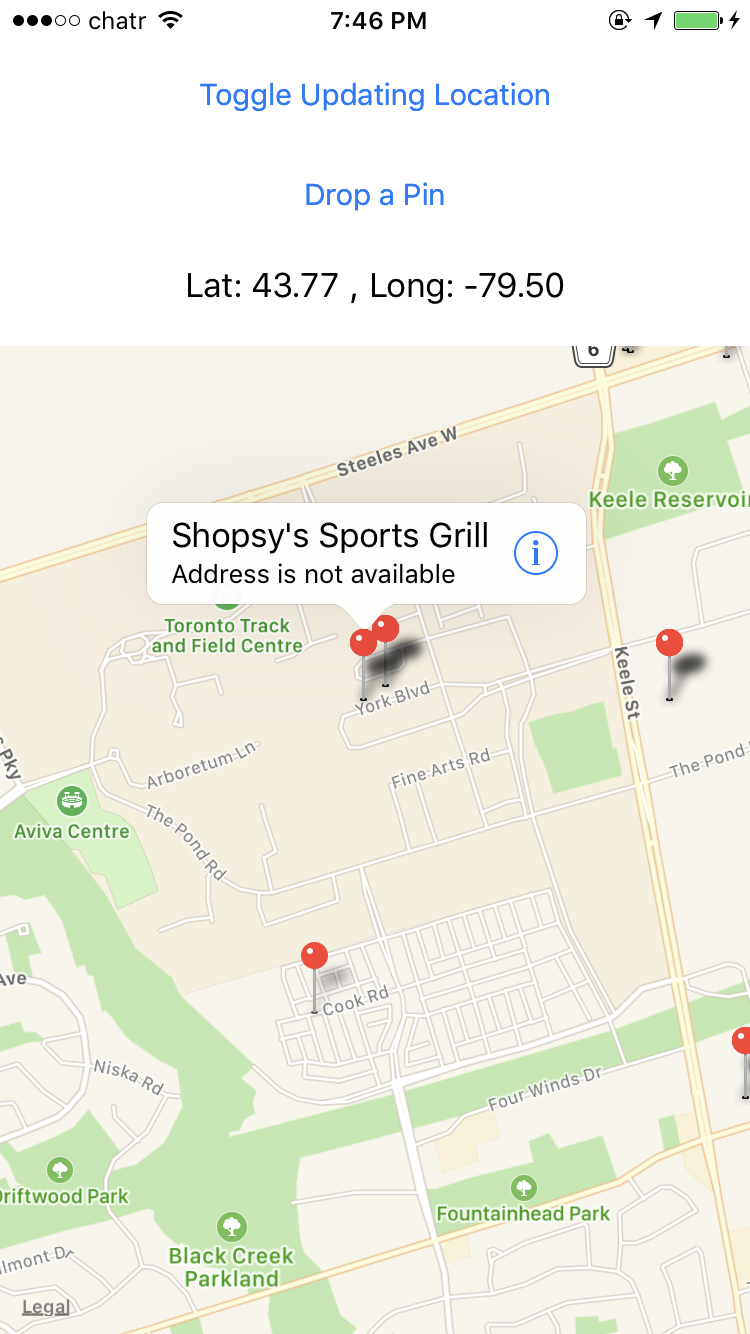 chatr 7:46 PM
Toggle Updating Location
Drop a Pin
Lat: 43.77 , Long: -79.50
6
Steeles Ave W
Keele Reservoir
Shopsy's Sports Grill
Address is not available
i
Toronto Track
and Field Centre
Keele St
York Blvd
s Pky
Arboretum Ln
Fine Arts Rd
The Pond
Aviva Centre
The Pond Rd
Ave
Cook Rd
Niska Rd
Four Winds Dr
Driftwood Park
Fountainhead Park
Black Creek
Parkland
lmont Dr
Legal